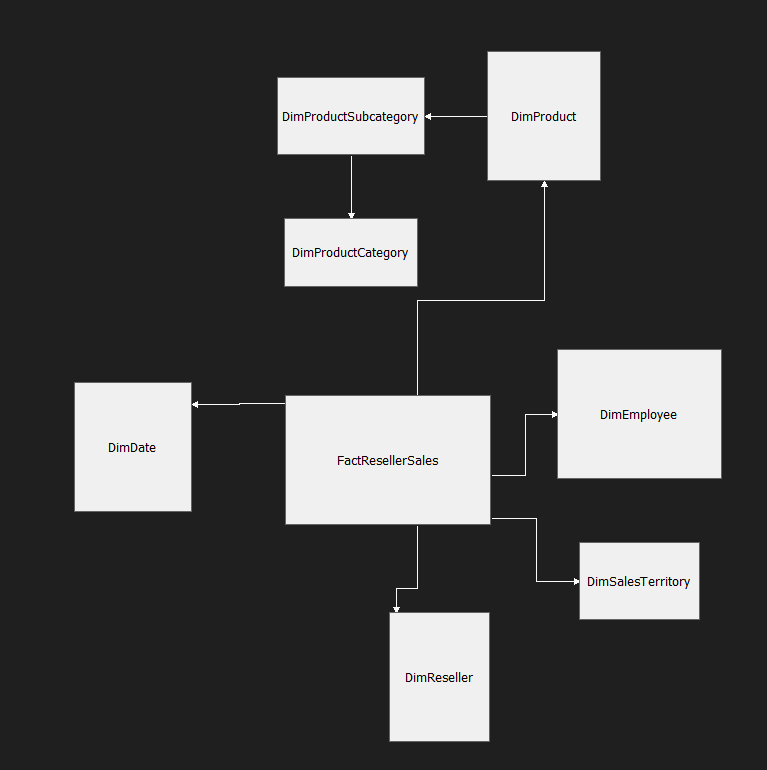 DimProductSubcategory
DimProduct
DimProductCategory
DimEmployee
DimDate
FactResellerSales
DimSalesTerritory
DimReseller